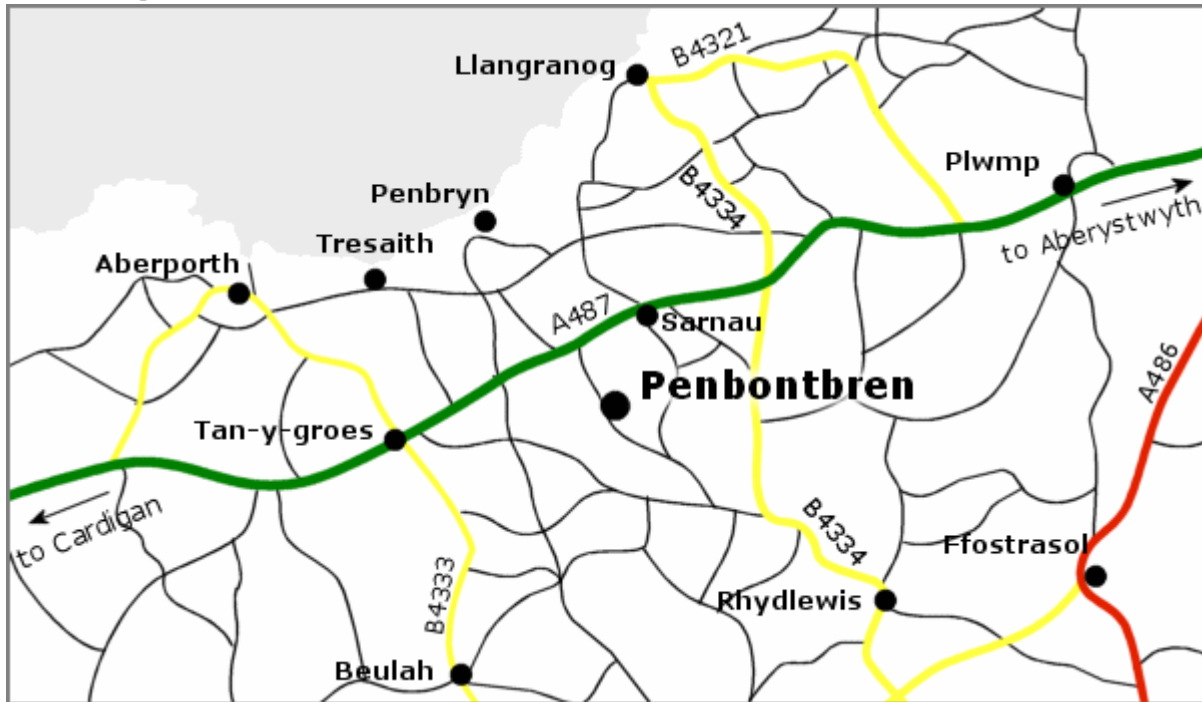 B4321
Llangranog
Plwmp
B4334
Penbryn
to Aberystwyth
Tresaith
Aberporth
A487
Sarnau
A486
Penbontbren
Tan-y-groes
to Cardigan
B4334
Ffostrasol
B4333
Rhydlewis
Beulah